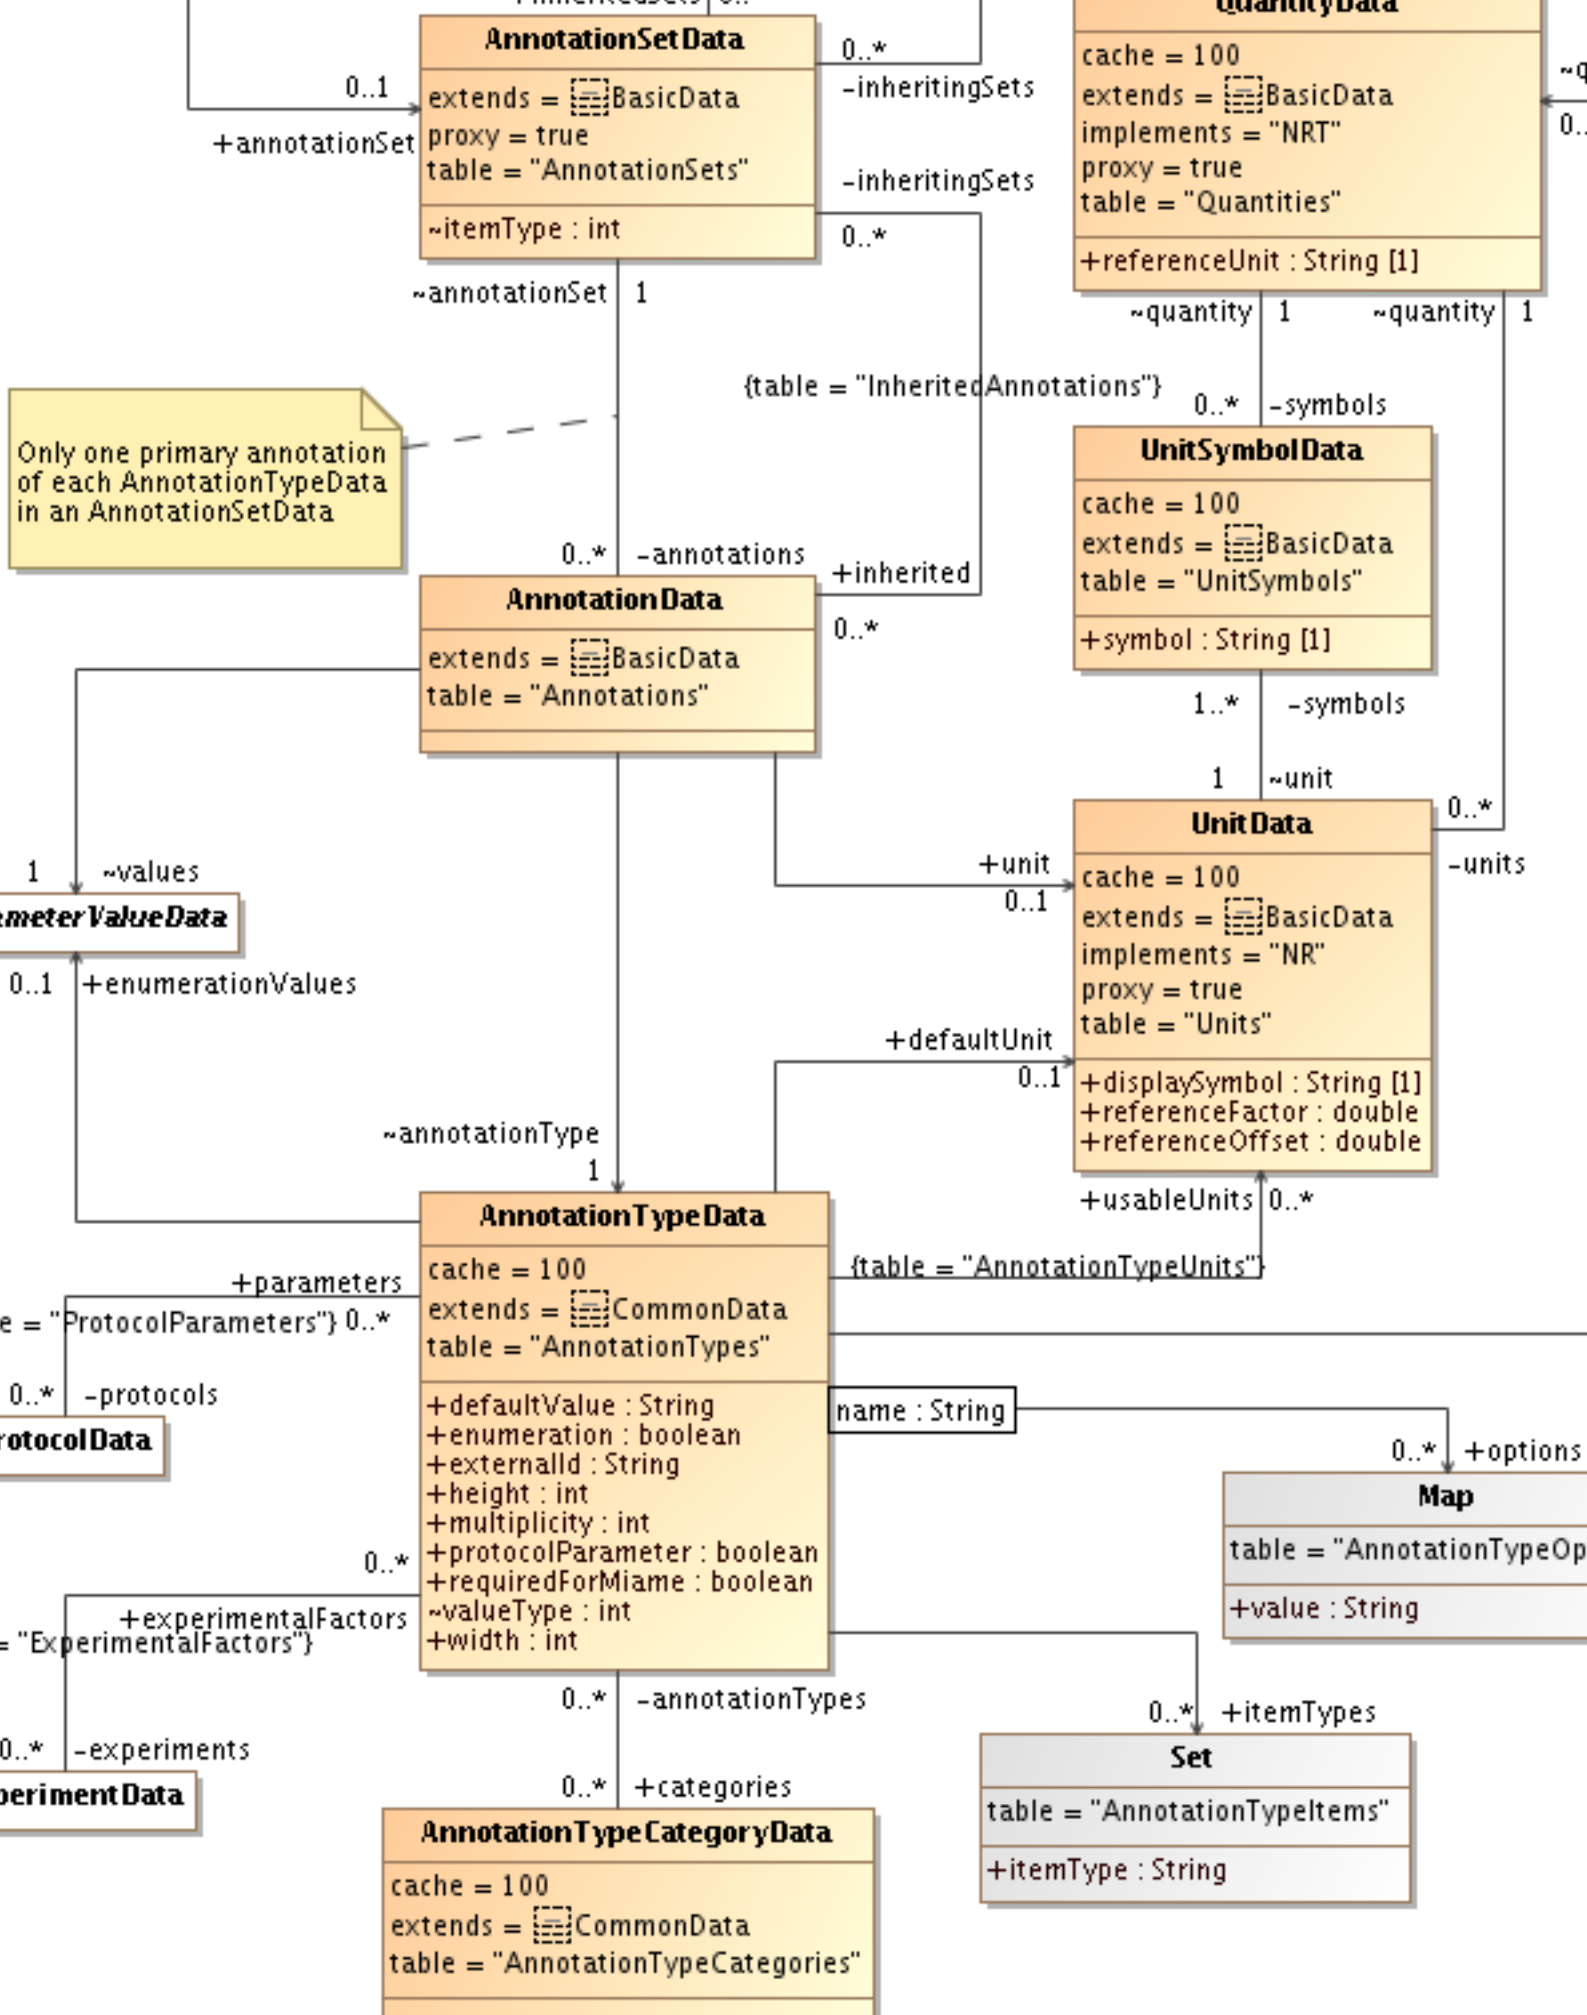 AnnotationSetData
extends = BasicData
proxy = true
table = "AnnotationSets"
~itemType : int
0..1
+annotationSet
0..*
-inheritingSets
-inheritingSets
0..*
QuantityData
cache = 100
extends = BasicData
implements = "NRT"
proxy = true
table = "Quantities"
+referenceUnit : String [1]
~q
0..
~annotationSet 1
~quantity 1
~quantity 1
{table = "InheritedAnnotations"}
0..* -symbols
Only one primary annotation
of each AnnotationTypeData
in an AnnotationSetData
UnitSymbolData
cache = 100
extends = BasicData
table = "UnitSymbols"
+symbol : String [1]
0..* -annotations
+inherited
0..*
AnnotationData
extends = BasicData
table = "Annotations"
1..* -symbols
1 ~unit
UnitData
cache = 100
extends = BasicData
implements = "NR"
proxy = true
table = "Units"
+displaySymbol : String [1]
+referenceFactor : double
+referenceOffset : double
0..*
-units
+unit
0..1
1 ~values
ameterValueData
0..1 +enumerationValues
+defaultUnit
0..1
~annotationType
1
+usableUnits 0..*
{table = "AnnotationTypeUnits"}
AnnotationTypeData
cache = 100
extends = CommonData
table = "AnnotationTypes"
+defaultValue : String
+enumeration : boolean
+externalId : String
+height : int
+multiplicity : int
+protocolParameter : boolean
+requiredForMiame : boolean
~valueType : int
+width : int
+parameters
e = "ProtocolParameters"} 0..*
0..* -protocols
rotocolData
name : String
0..* +options
Map
table = "AnnotationTypeOp
+value : String
0..*
+experimentalFactors
= "ExperimentalFactors"}
0..* -experiments
perimentData
0..* -annotationTypes
0..* +categories
0..* +itemTypes
Set
table = "AnnotationTypeItems"
+itemType : String
AnnotationTypeCategoryData
cache = 100
extends = CommonData
table = "AnnotationTypeCategories"